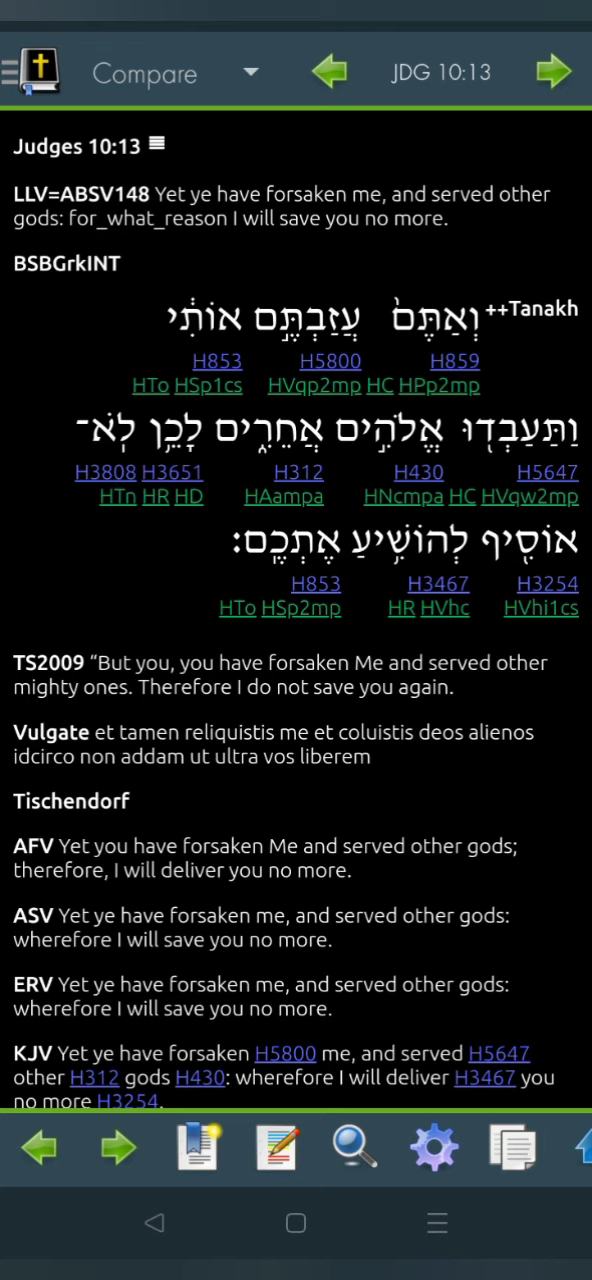 Compare
JDG 10:13
Judges 10:13
LLV=ABSV148 Yet ye have forsaken me, and served other
gods: for_what_reason I will save you no more.
BSBGrkINT
++Tanakh וְאַתֶּם֙ עֲזַבְתֶּ֣ם אוֹתִ֔י
H853 H5800 H859
HTo HSp1cs HVqp2mp HC HPp2mp
וַתַּעַבְד֖וּ אֱלֹהִ֣ים אֲחֵרִ֑ים לָכֵ֥ן לֹֽא־
H3808 H3651 H312 H430 H5647
HTn HR HD HAampa HNcmpa HC HVqw2mp
אוֹסִ֖יף לְהוֹשִׁ֥יעַ אֶתְכֶֽם׃
H853 H3467 H3254
HTo HSp2mp HR HVhc HVhi1cs
TS2009 “But you, you have forsaken Me and served other
mighty ones. Therefore I do not save you again.
Vulgate et tamen reliquistis me et coluistis deos alienos
idcirco non addam ut ultra vos liberem
Tischendorf
AFV Yet you have forsaken Me and served other gods;
therefore, I will deliver you no more.
ASV Yet ye have forsaken me, and served other gods:
wherefore I will save you no more.
ERV Yet ye have forsaken me, and served other gods:
wherefore I will save you no more.
KJV Yet ye have forsaken H5800 me, and served H5647
other H312 gods H430: wherefore I will deliver H3467 you
no more H3254.